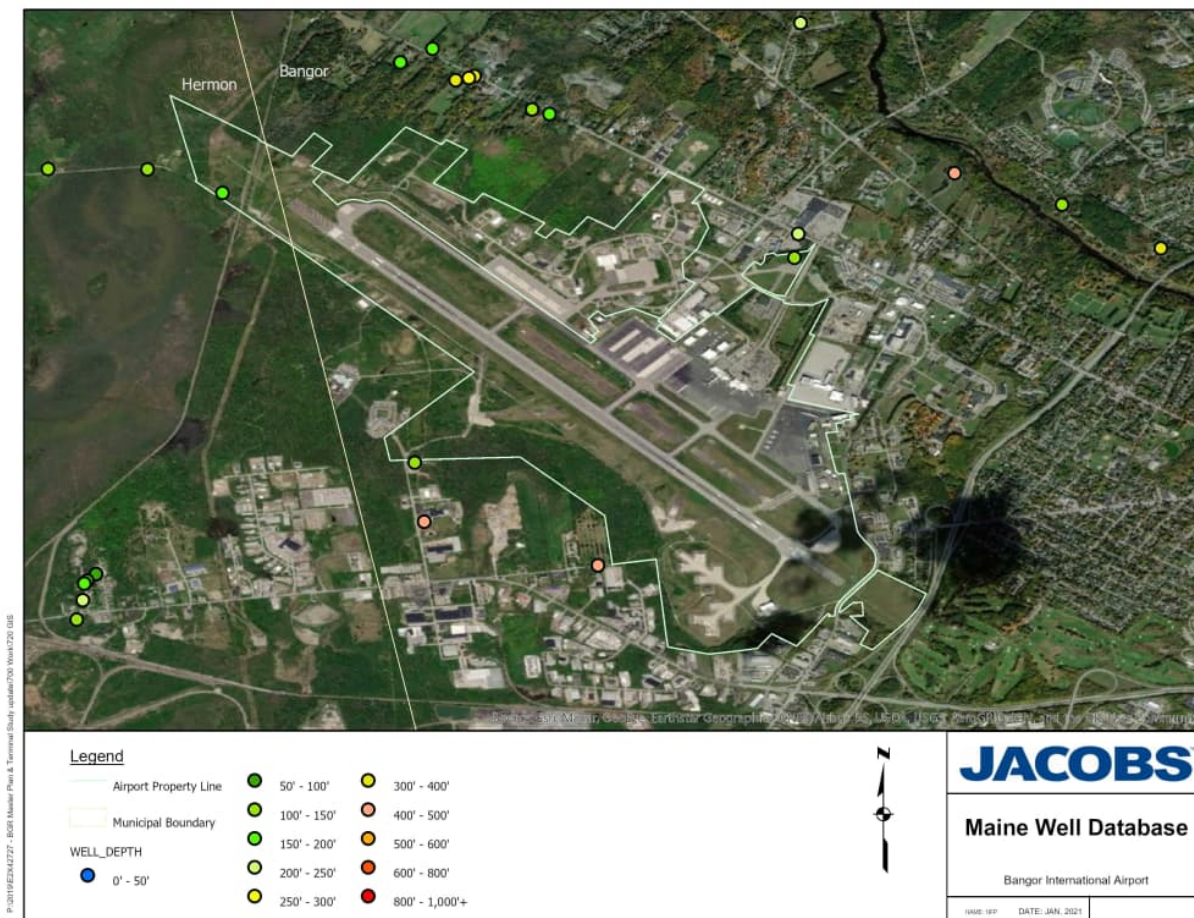 Hermon
Bangor
Legend
Airport Property Line
Municipal Boundary
WELL_DEPTH
0' - 50'
50' - 100'
100' - 150'
150' - 200'
200' - 250'
250' - 300'
300' - 400'
400' - 500'
500' - 600'
600' - 800'
800' - 1,000'+
N
JACOBS
Maine Well Database
Bangor International Airport
DATE: JAN. 2021